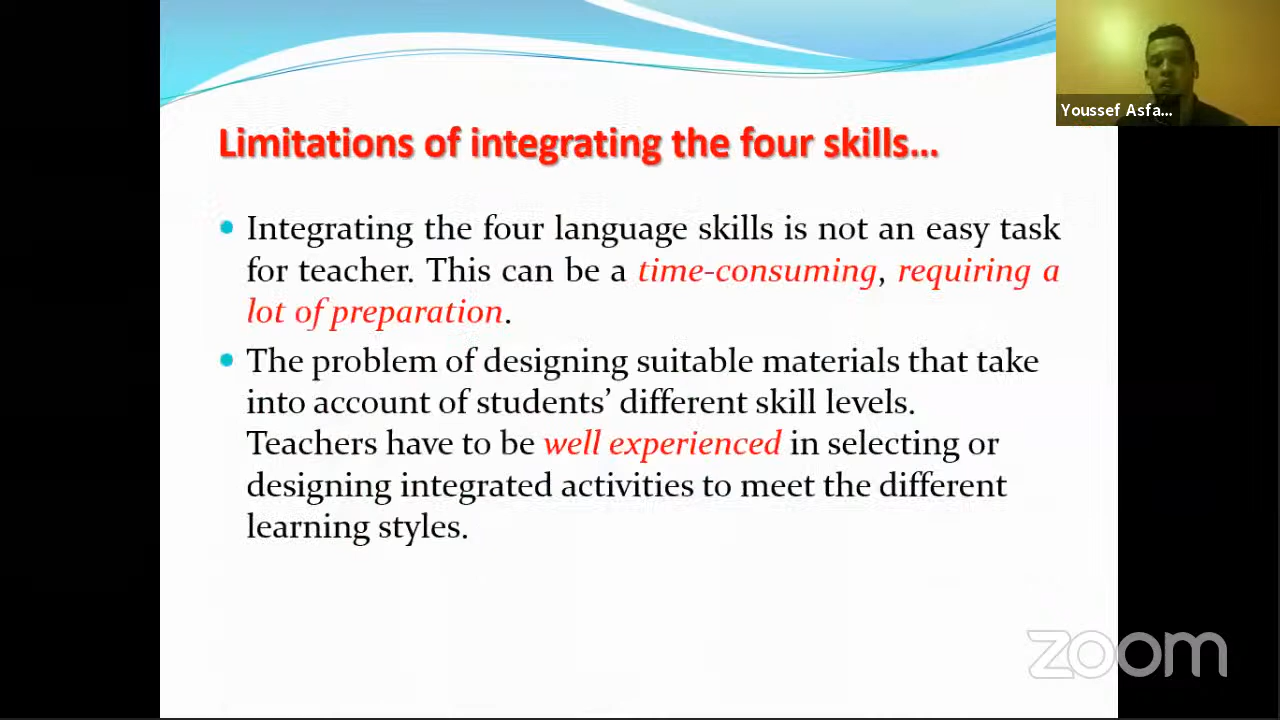 Youssef Asfa...
Limitations of integrating the four skills...
Integrating the four language skills is not an easy task
for teacher. This can be a time-consuming, requiring a
lot of preparation.
The problem of designing suitable materials that take
into account of students’ different skill levels.
Teachers have to be well experienced in selecting or
designing integrated activities to meet the different
learning styles.
zoom